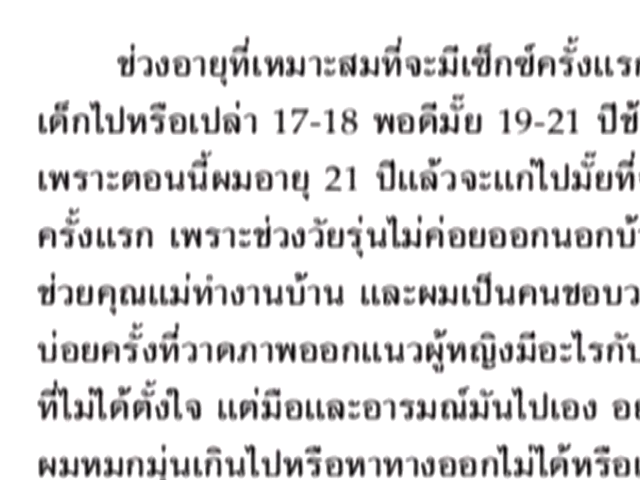 ช่วงอายุที่เหมาะสมที่จะมีเซ็กซ์ครั้งแรก
เด็กไปหรือเปล่า 17-18 พอดีมั๊ย 19-21 ปีช้
เพราะตอนนี้ผมอายุ 21 ปีแล้วจะแก่ไปมั๊ยที่
ครั้งแรก เพราะช่วงวัยรุ่นไม่ค่อยออกนอกบ้า
ช่วยคุณแม่ทำงานบ้าน และผมเป็นคนชอบว
บ่อยครั้งที่วาดภาพออกแนวผู้หญิงมีอะไรกับ
ที่ไม่ได้ตั้งใจ แต่มือและอารมณ์มันไปเอง อย
ผมหมกมุ่นเกินไปหรือหาทางออกไม่ได้หรือเ